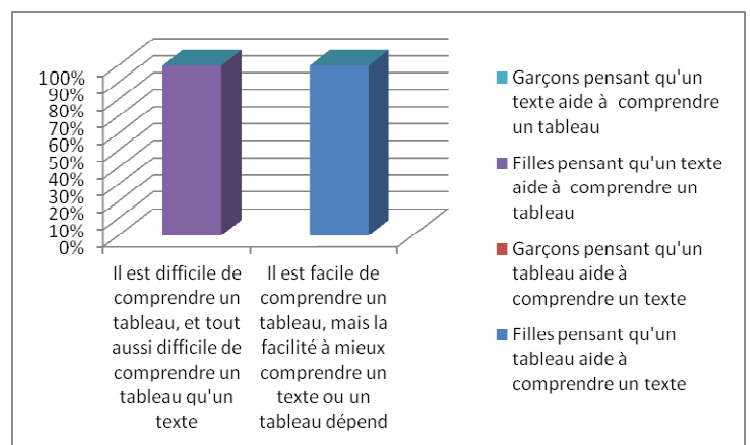 100%
90%
80%
70%
60%
50%
40%
30%
20%
10%
0%
Il est difficile de
comprendre un
tableau, et tout
aussi difficile de
comprendre un
tableau qu'un
texte
Il est facile de
comprendre un
tableau, mais la
facilité à mieux
comprendre un
texte ou un
tableau dépend
Garçons pensant qu'un
texte aide à comprendre
un tableau
Filles pensant qu'un texte
aide à comprendre un
tableau
Garçons pensant qu'un
tableau aide à
comprendre un texte
Filles pensant qu'un
tableau aide à
comprendre un texte